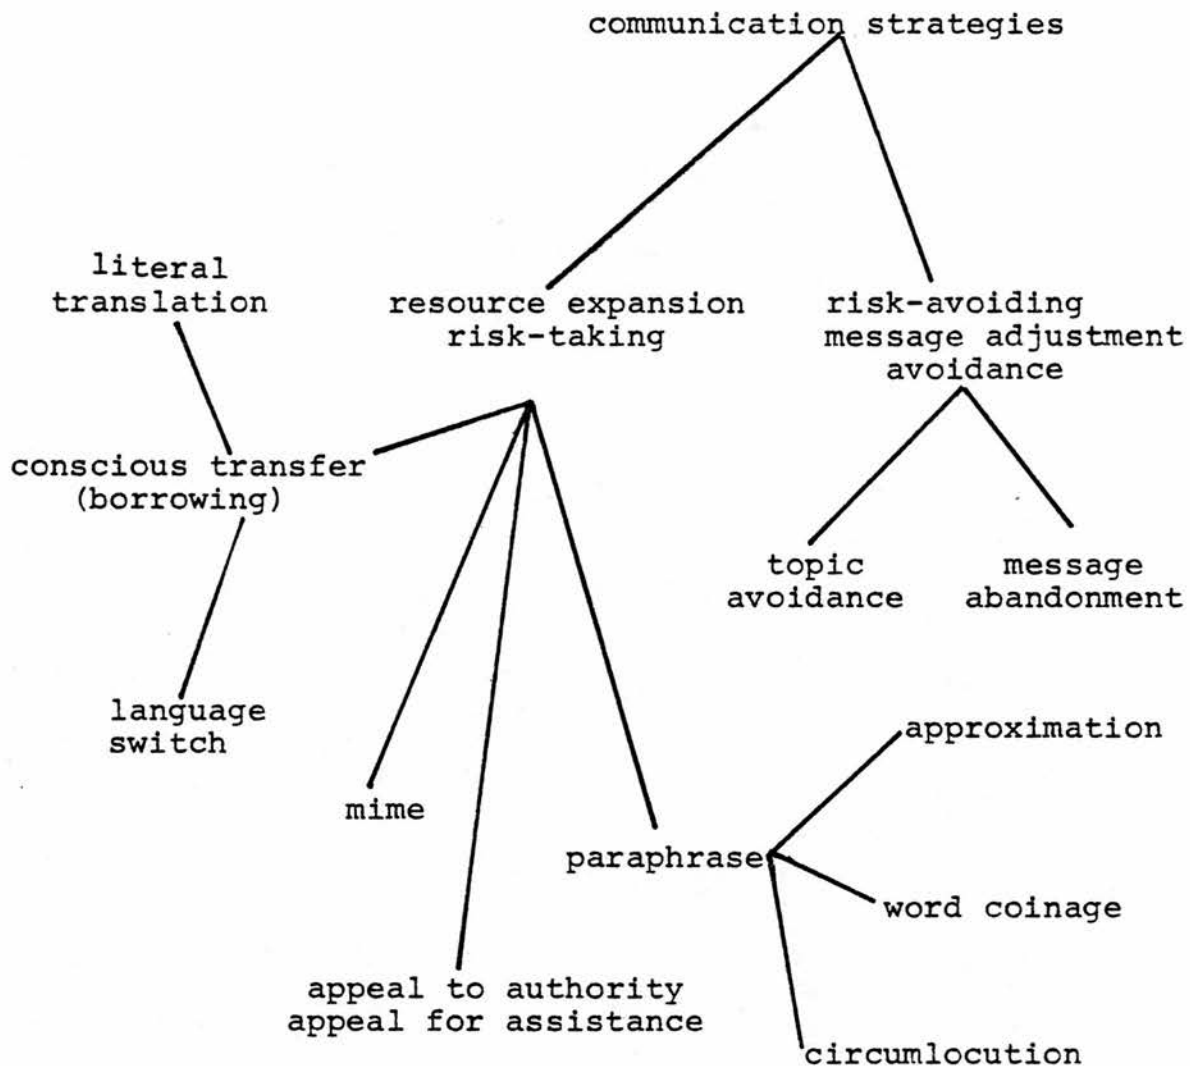 communication strategies
literal
translation
resource expansion
risk-taking
risk-avoiding
message adjustment
avoidance
conscious transfer
(borrowing)
topic
avoidance
message
abandonment
language
switch
approximation
mime
paraphrase
word coinage
appeal to authority
appeal for assistance
circumlocution